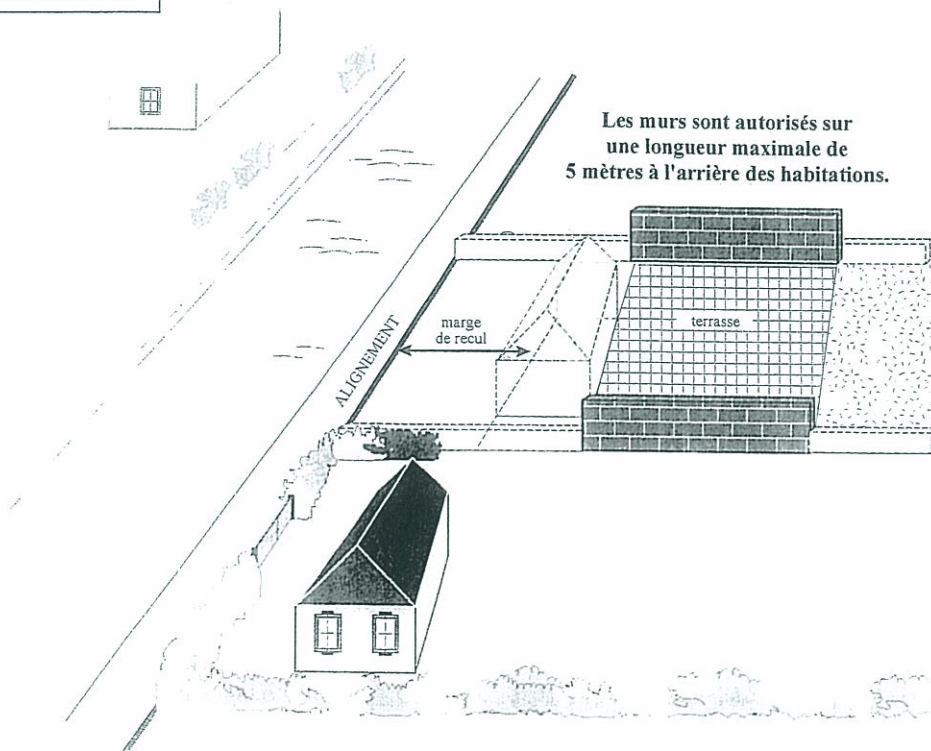 Les murs sont autorisés sur
une longueur maximale de
5 mètres à l'arrière des habitations.
terrasse
marge
de recul
ALIGNEMENT